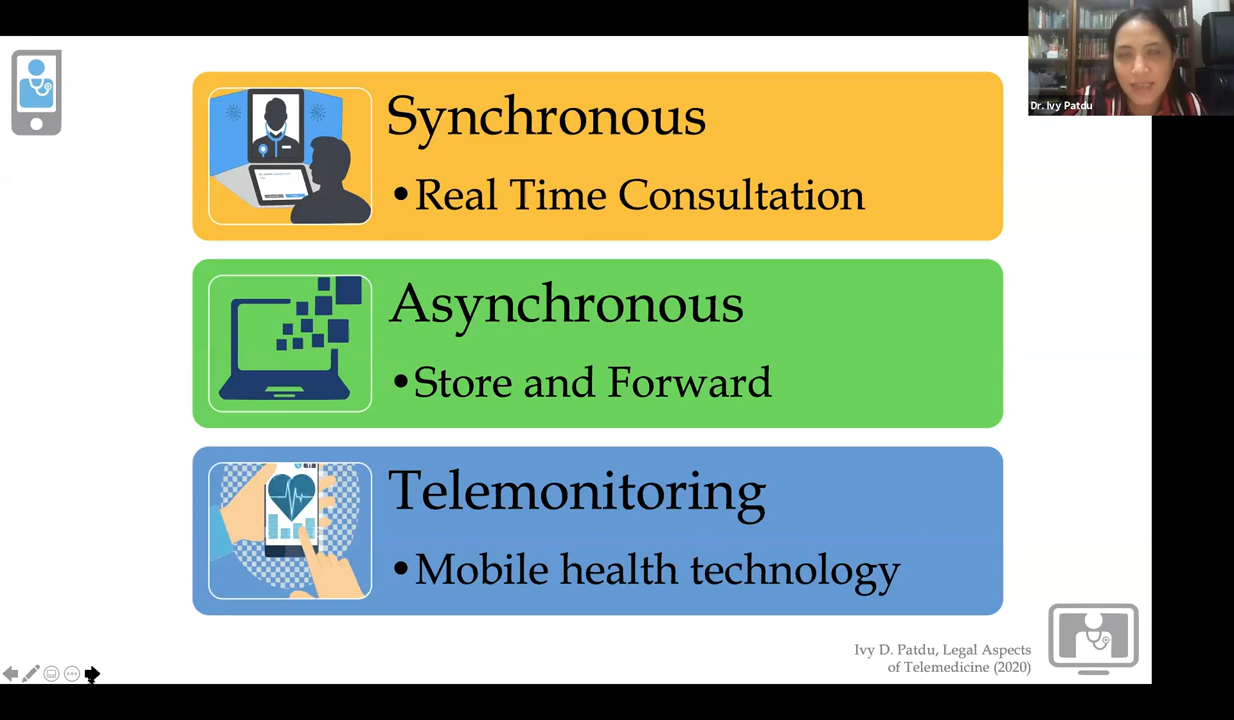 Dr. Ivy Patdu
Synchronous
•Real Time Consultation
Asynchronous
•Store and Forward
Telemonitoring
•Mobile health technology
Ivy D. Patdu, Legal Aspects
of Telemedicine (2020)